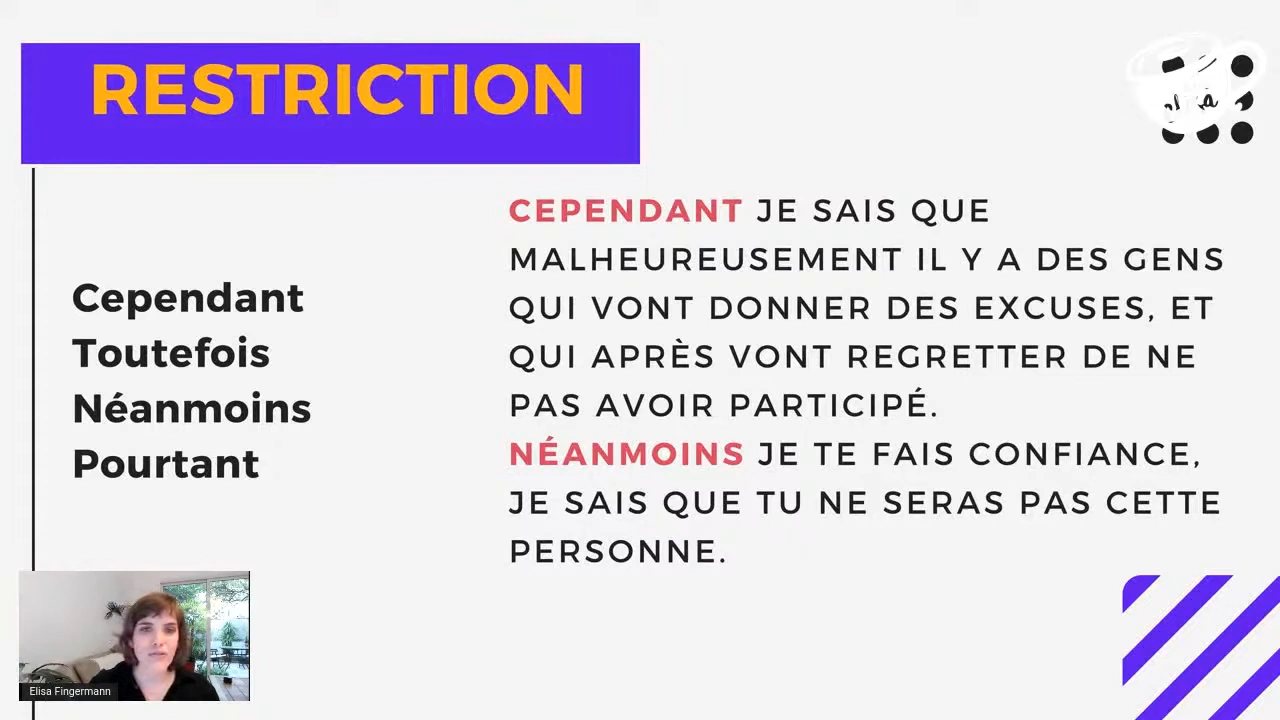 RESTRICTION
Cependant
Toutefois
Néanmoins
Pourtant
CEPENDANT JE SAIS QUE
MALHEUREUSEMENT IL Y A DES GENS
QUI VONT DONNER DES EXCUSES, ET
QUI APRÈS VONT REGRETTER DE NE
PAS AVOIR PARTICIPÉ.
NÉANMOINS JE TE FAIS CONFIANCE,
JE SAIS QUE TU NE SERAS PAS CETTE
PERSONNE.
Elisa Fingermann